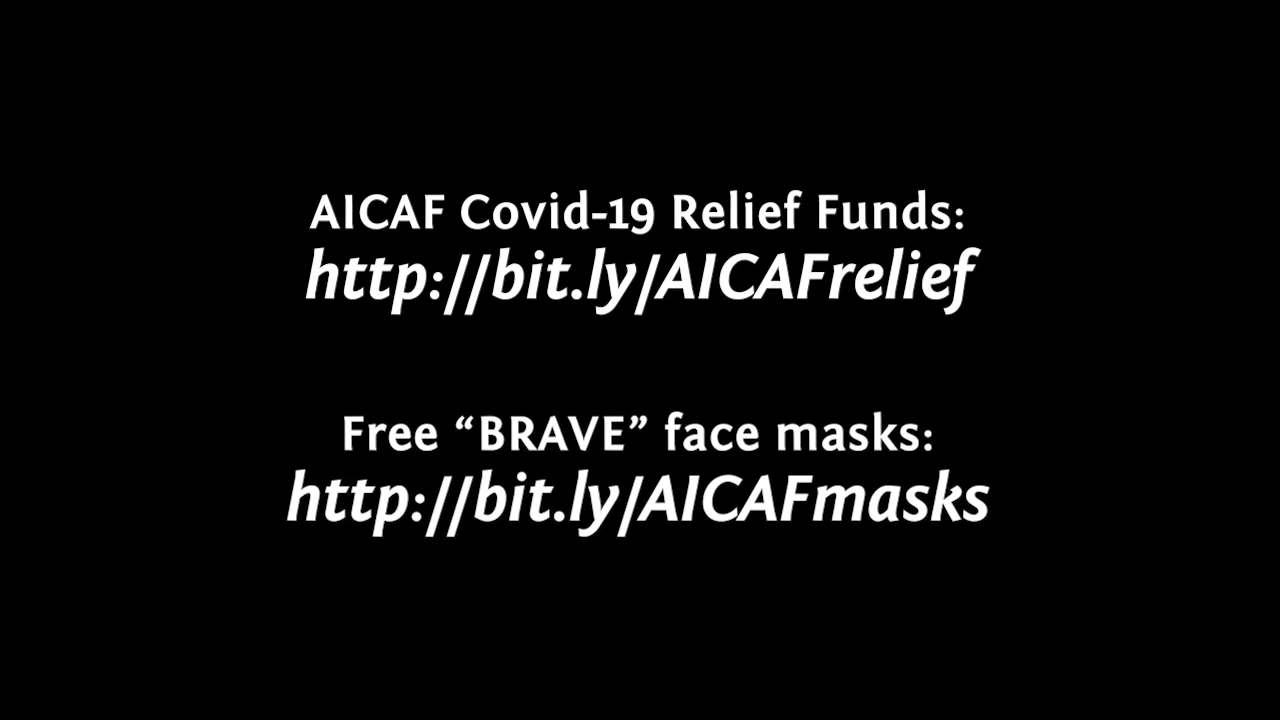 AICAF Covid-19 Relief Funds:
http://bit.ly/AICAFrelief
Free “BRAVE” face masks:
http://bit.ly/AICAFmasks